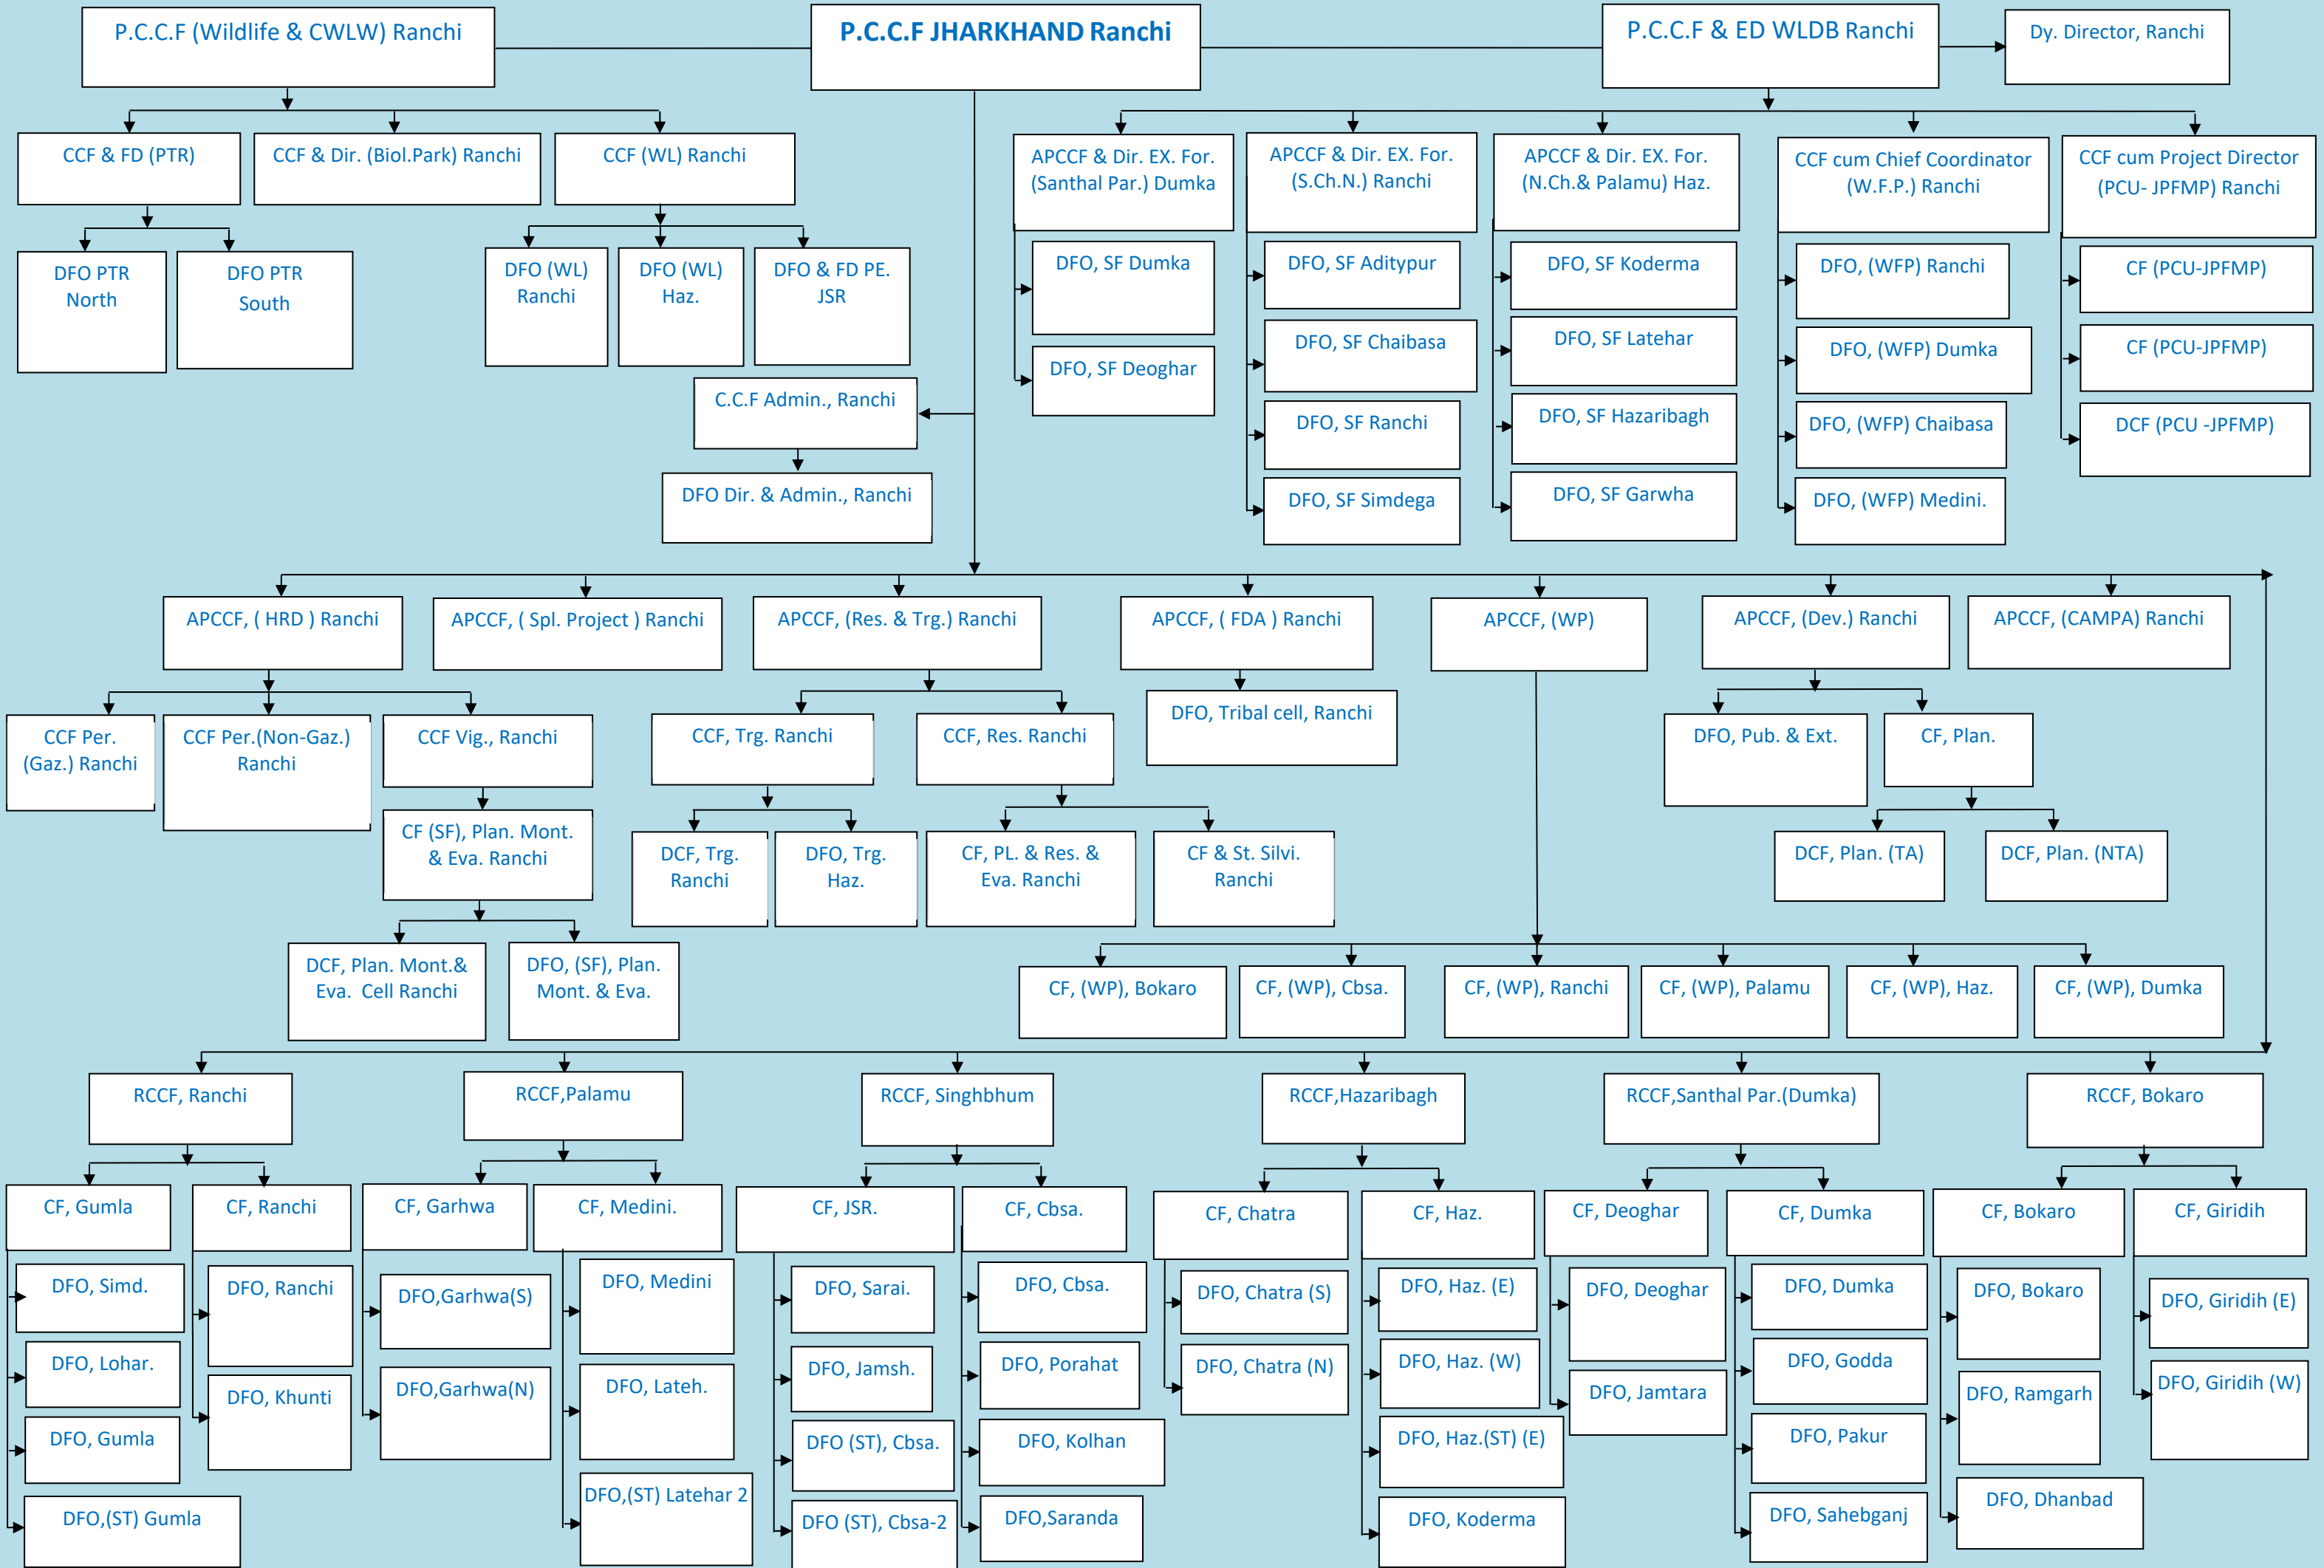 P.C.C.F (Wildlife & CWLW) Ranchi
P.C.C.F JHARKHAND Ranchi
P.C.C.F & ED WLDB Ranchi
Dy. Director, Ranchi
CCF & FD (PTR)
CCF & Dir. (Biol.Park) Ranchi
CCF (WL) Ranchi
APCCF & Dir. EX. For.
(Santhal Par.) Dumka
APCCF & Dir. EX. For.
(S.Ch.N.) Ranchi
APCCF & Dir. EX. For.
(N.Ch.& Palamu) Haz.
CCF cum Chief Coordinator
(W.F.P.) Ranchi
CCF cum Project Director
(PCU- JPFMP) Ranchi
DFO PTR
North
DFO PTR
South
DFO (WL)
Ranchi
DFO (WL)
Haz.
DFO & FD PE.
JSR
DFO, SF Dumka
DFO, SF Deoghar
DFO, SF Aditypur
DFO, SF Chaibasa
DFO, SF Ranchi
DFO, SF Simdega
DFO, SF Koderma
DFO, SF Latehar
DFO, SF Hazaribagh
DFO, SF Garwha
DFO, (WFP) Ranchi
DFO, (WFP) Dumka
DFO, (WFP) Chaibasa
DFO, (WFP) Medini.
CF (PCU-JPFMP)
CF (PCU-JPFMP)
DCF (PCU -JPFMP)
C.C.F Admin., Ranchi
DFO Dir. & Admin., Ranchi
APCCF, ( HRD ) Ranchi
APCCF, ( Spl. Project ) Ranchi
APCCF, (Res. & Trg.) Ranchi
APCCF, ( FDA ) Ranchi
APCCF, (WP)
APCCF, (Dev.) Ranchi
APCCF, (CAMPA) Ranchi
CCF Per.
(Gaz.) Ranchi
CCF Per.(Non-Gaz.)
Ranchi
CCF Vig., Ranchi
CCF, Trg. Ranchi
CCF, Res. Ranchi
DFO, Tribal cell, Ranchi
DFO, Pub. & Ext.
CF, Plan.
CF (SF), Plan. Mont.
& Eva. Ranchi
DCF, Trg.
Ranchi
DFO, Trg.
Haz.
CF, PL. & Res. &
Eva. Ranchi
CF & St. Silvi.
Ranchi
DCF, Plan. (TA)
DCF, Plan. (NTA)
DCF, Plan. Mont.&
Eva. Cell Ranchi
DFO, (SF), Plan.
Mont. & Eva.
CF, (WP), Bokaro
CF, (WP), Cbsa.
CF, (WP), Ranchi
CF, (WP), Palamu
CF, (WP), Haz.
CF, (WP), Dumka
RCCF, Ranchi
RCCF,Palamu
RCCF, Singhbhum
RCCF,Hazaribagh
RCCF,Santhal Par.(Dumka)
RCCF, Bokaro
CF, Gumla
CF, Ranchi
CF, Garhwa
CF, Medini.
CF, JSR.
CF, Cbsa.
CF, Chatra
CF, Haz.
CF, Deoghar
CF, Dumka
CF, Bokaro
CF, Giridih
DFO, Simd.
DFO, Lohar.
DFO, Gumla
DFO,(ST) Gumla
DFO, Ranchi
DFO, Khunti
DFO,Garhwa(S)
DFO,Garhwa(N)
DFO, Medini
DFO, Lateh.
DFO,(ST) Latehar 2
DFO, Sarai.
DFO, Jamsh.
DFO (ST), Cbsa.
DFO (ST), Cbsa-2
DFO, Cbsa.
DFO, Porahat
DFO, Kolhan
DFO,Saranda
DFO, Chatra (S)
DFO, Chatra (N)
DFO, Haz. (E)
DFO, Haz. (W)
DFO, Haz.(ST) (E)
DFO, Koderma
DFO, Deoghar
DFO, Jamtara
DFO, Dumka
DFO, Godda
DFO, Pakur
DFO, Sahebganj
DFO, Bokaro
DFO, Ramgarh
DFO, Dhanbad
DFO, Giridih (E)
DFO, Giridih (W)